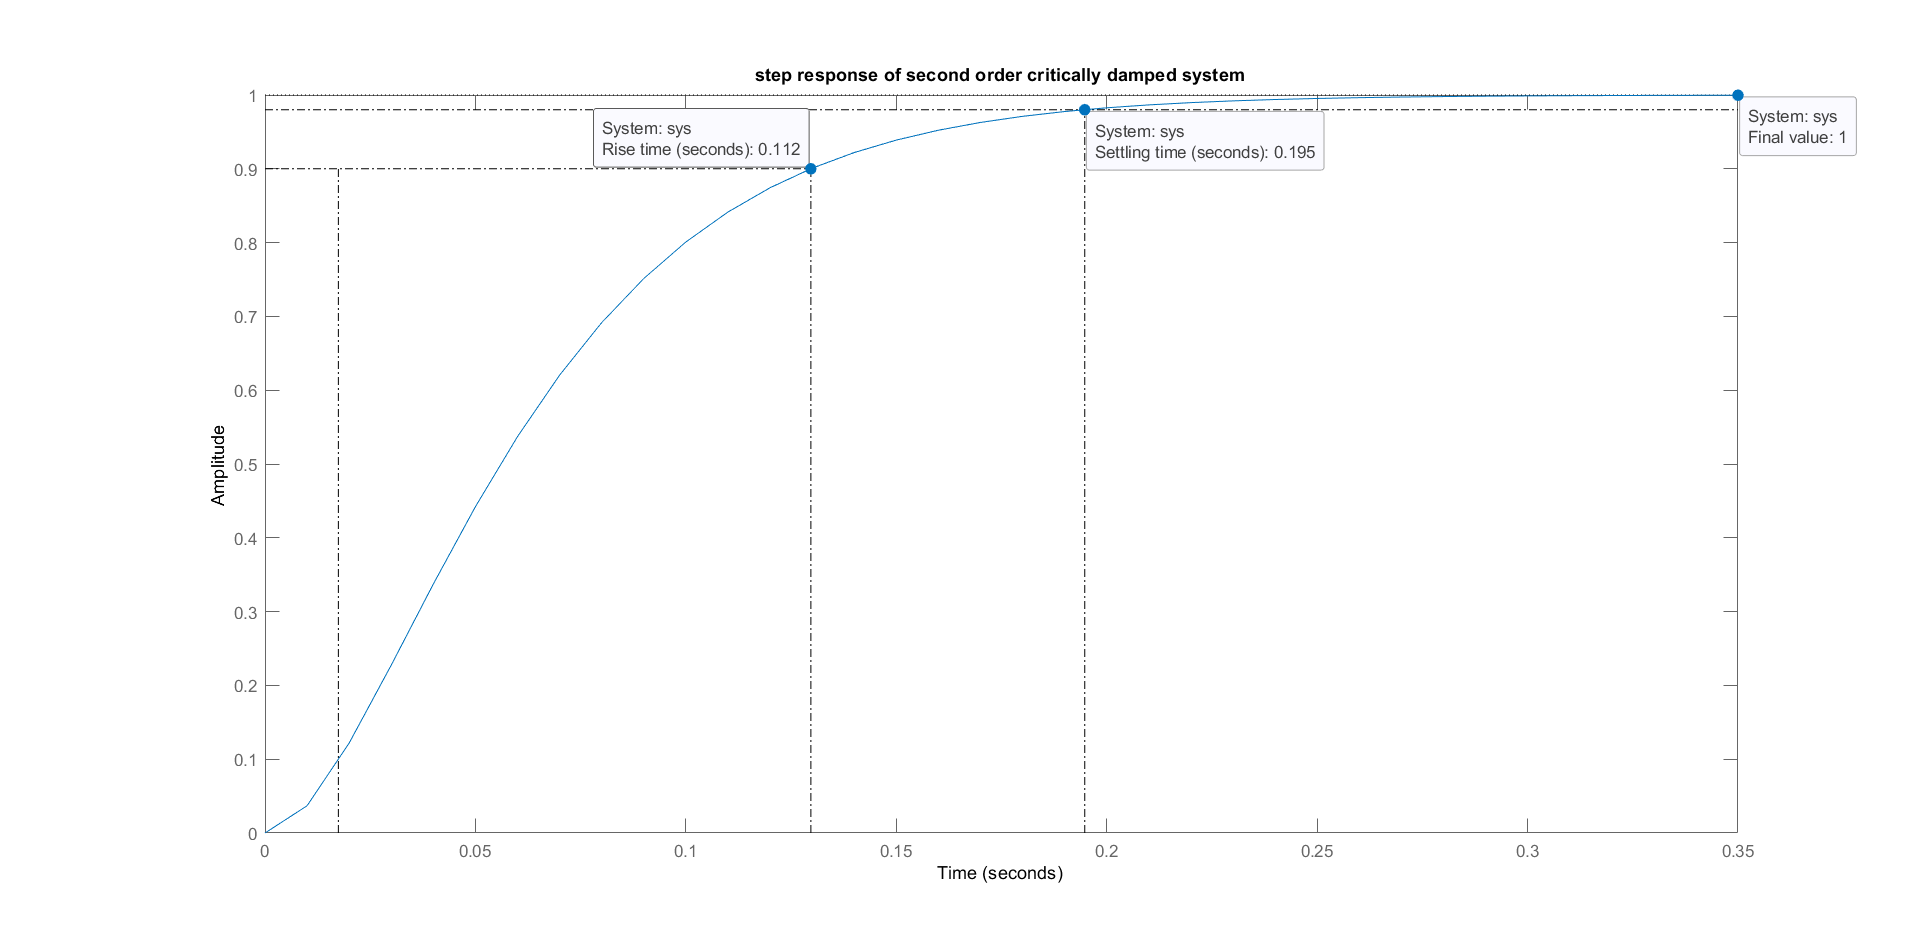 step response of second order critically damped system
1
0.9
0.8
0.7
0.6
0.5
0.4
0.3
0.2
0.1
0
Amplitude
System: sys
Rise time (seconds): 0.112
System: sys
Settling time (seconds): 0.195
System: sys
Final value: 1
0 0.05 0.1 0.15 0.2 0.25 0.3 0.35
Time (seconds)